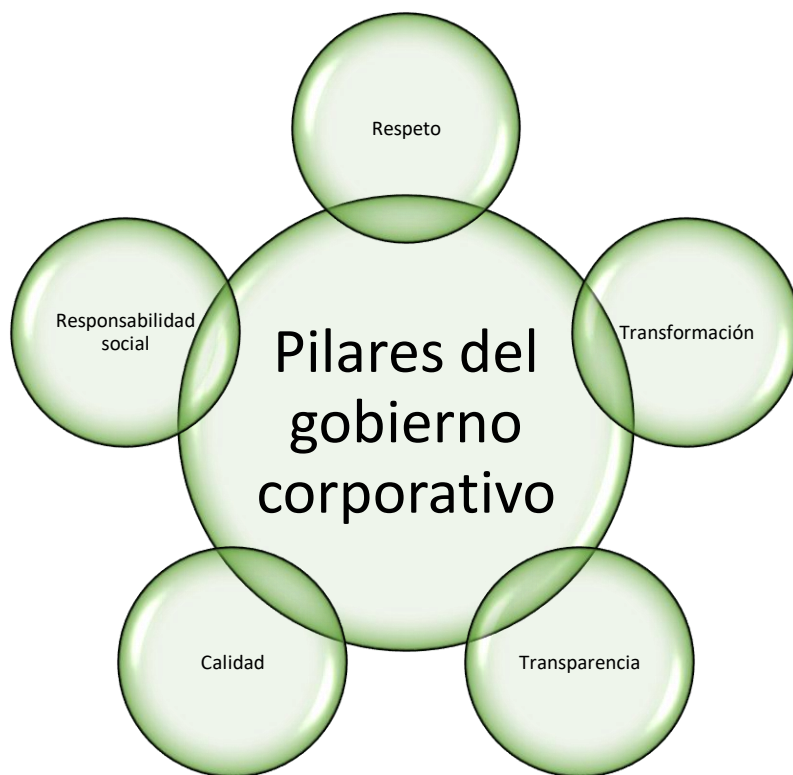 Respeto
Responsabilidad
social
Transformación
Pilares del
gobierno
corporativo
Calidad
Transparencia